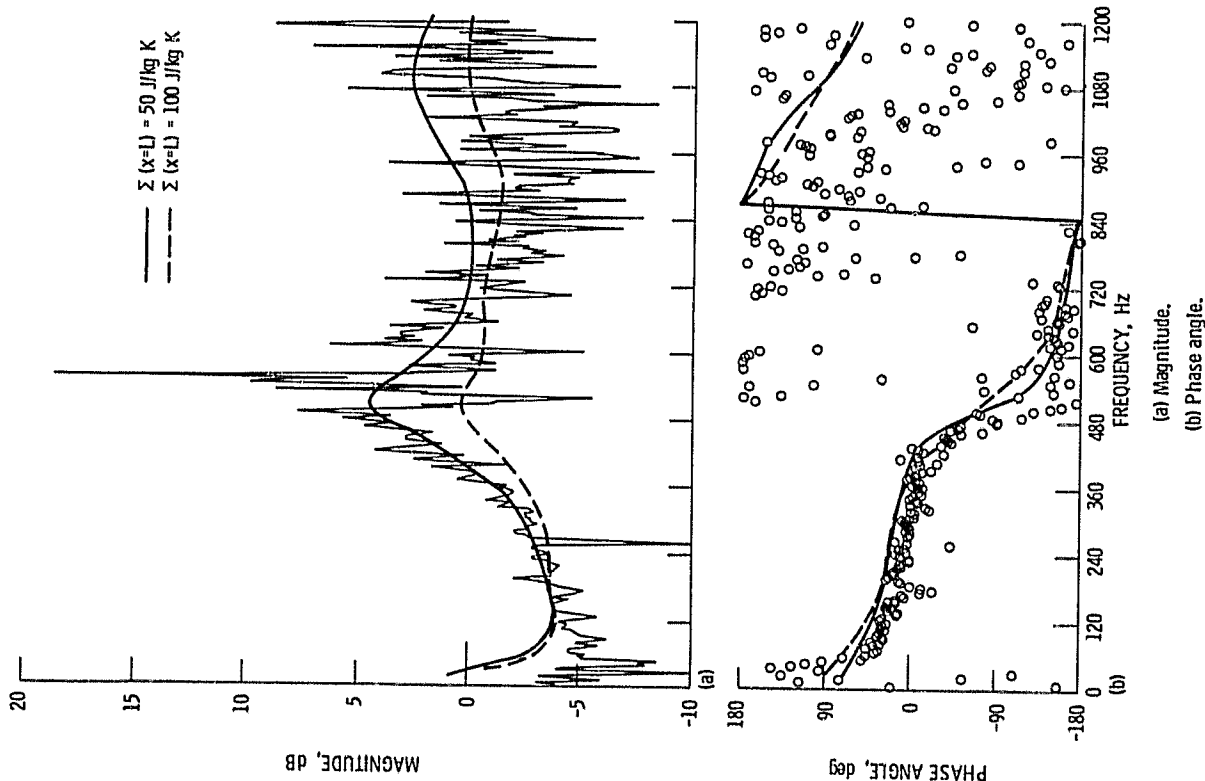 Σ (x=L) = 50 J/kg K
Σ (x=L) = 100 J/kg K
20
15
10
5
0
-5
-10
MAGNITUDE, dB
(a)
180
90
0
-90
-180
PHASE ANGLE, deg
(b)
0 120 240 360 480 600 720 840 960 1080 1200
FREQUENCY, Hz
(a) Magnitude.
(b) Phase angle.